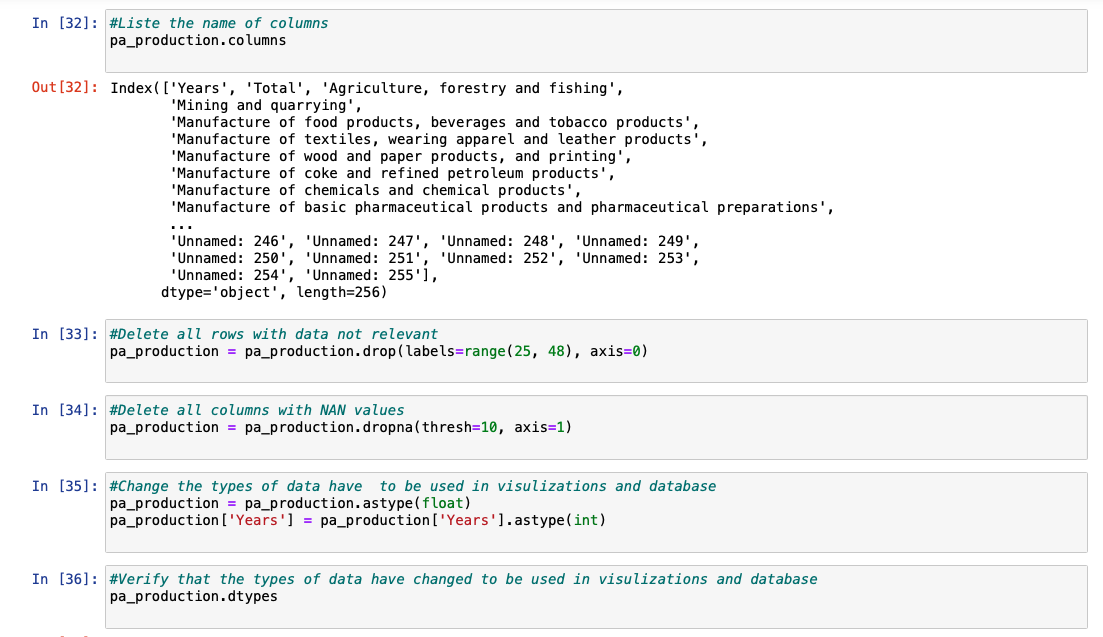 In [32]: #Liste the name of columns
pa_production.columns
Out[32]: Index(['Years', 'Total', 'Agriculture, forestry and fishing',
'Mining and quarrying',
'Manufacture of food products, beverages and tobacco products',
'Manufacture of textiles, wearing apparel and leather products',
'Manufacture of wood and paper products, and printing',
'Manufacture of coke and refined petroleum products',
'Manufacture of chemicals and chemical products',
'Manufacture of basic pharmaceutical products and pharmaceutical preparations',
...
'Unnamed: 246', 'Unnamed: 247', 'Unnamed: 248', 'Unnamed: 249',
'Unnamed: 250', 'Unnamed: 251', 'Unnamed: 252', 'Unnamed: 253',
'Unnamed: 254', 'Unnamed: 255'],
dtype='object', length=256)
In [33]: #Delete all rows with data not relevant
pa_production = pa_production.drop(labels=range(25, 48), axis=0)
In [34]: #Delete all columns with NAN values
pa_production = pa_production.dropna(thresh=10, axis=1)
In [35]: #Change the types of data have  to be used in visulizations and database
pa_production = pa_production.astype(float)
pa_production['Years'] = pa_production['Years'].astype(int)
In [36]: #Verify that the types of data have changed to be used in visulizations and database
pa_production.dtypes